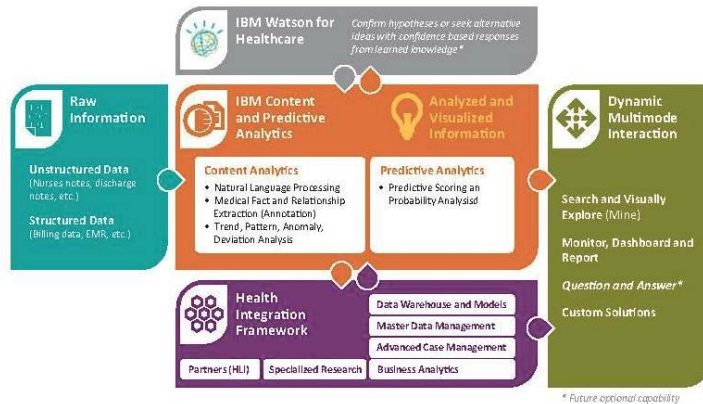 IBM Watson for
Healthcare
Confirm hypotheses or seek alternative
ideas with confidence based responses
from learned knowledge*
Raw
Information
Unstructured Data
(Nurses notes, discharge
notes, etc.)
Structured Data
(Billing data, EMR, etc.)
IBM Content
and Predictive
Analytics
Analyzed and
Visualized
Information
Content Analytics
• Natural Language Processing
• Medical Fact and Relationship
Extraction (Annotation)
• Trend, Pattern, Anomaly,
Deviation Analysis
Predictive Analytics
• Predictive Scoring an
Probability Analysisd
Dynamic
Multimode
Interaction
Search and Visually
Explore (Mine)
Monitor, Dashboard and
Report
Question and Answer*
Custom Solutions
Health
Integration
Framework
Data Warehouse and Models
Master Data Management
Advanced Case Management
Partners (HLI)
Specialized Research
Business Analytics
* Future optional capability